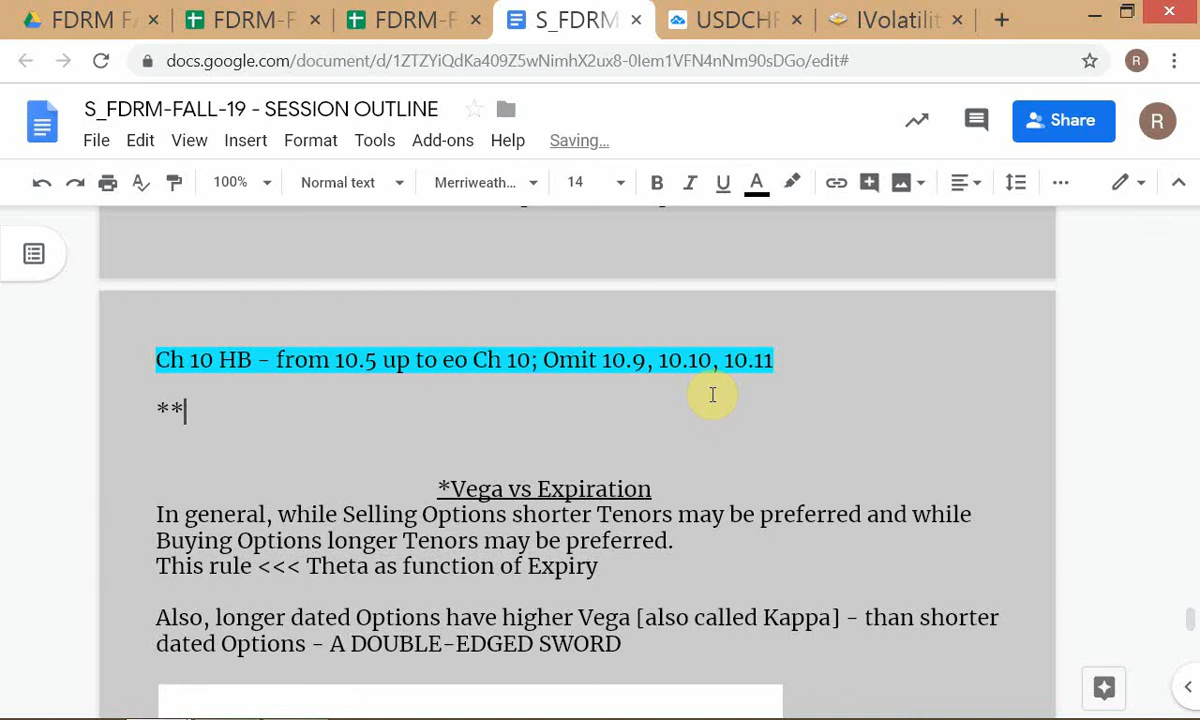 FDRM F
FDRM-F
FDRM-F
S_FDRM
USDCHF
IVolatilit
docs.google.com/document/d/1ZTZYiQdKa409Z5wNimhX2ux8-0Iem1VFN4nNm90sDGo/edit#
R
S_FDRM-FALL-19 - SESSION OUTLINE
File Edit View Insert Format Tools Add-ons Help Saving...
Share
R
100% Normal text Merriweath... 14 B I U A
Ch 10 HB - from 10.5 up to eo Ch 10; Omit 10.9, 10.10, 10.11
**
*Vega vs Expiration
In general, while Selling Options shorter Tenors may be preferred and while
Buying Options longer Tenors may be preferred.
This rule <<< Theta as function of Expiry
Also, longer dated Options have higher Vega [also called Kappa] - than shorter
dated Options - A DOUBLE-EDGED SWORD